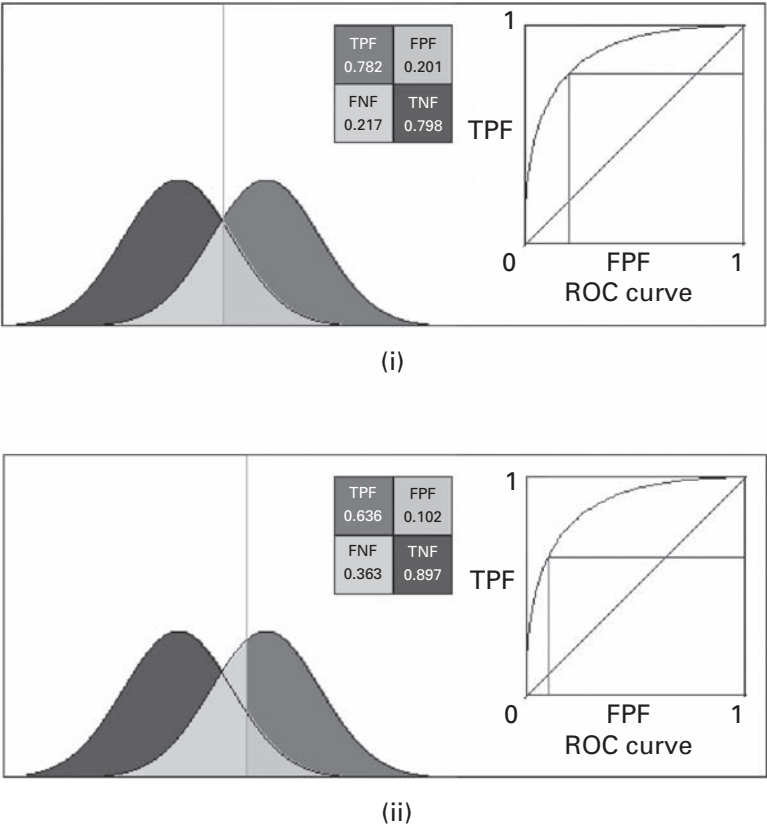 TPF FPF
0.782 0.201
FNF TNF
0.217 0.798
1
TPF
0 FPF 1
ROC curve
(i)
TPF FPF
0.636 0.102
FNF TNF
0.363 0.897
1
TPF
0 FPF 1
ROC curve
(ii)